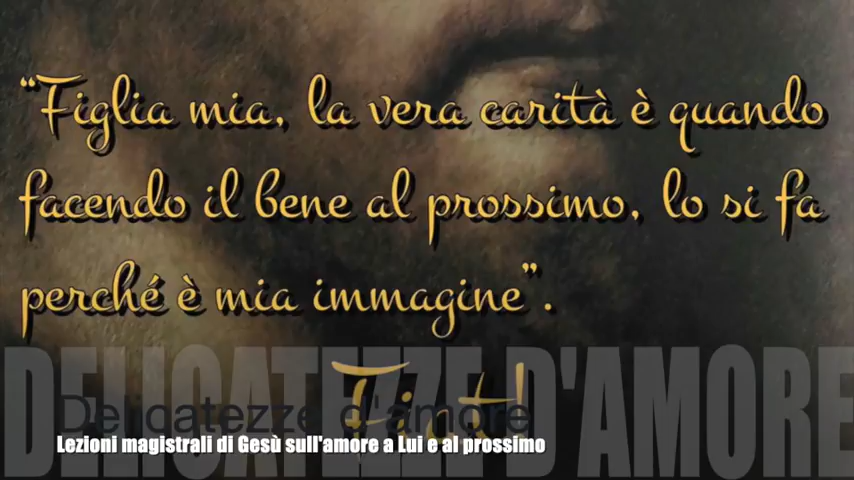 “Figlia mia, la vera carità è quando
facendo il bene al prossimo, lo si fa
perché è mia immagine”.
Fiat!
DELICATEZZE D'AMORE
Delicatezze d'amore
Lezioni magistrali di Gesù sull'amore a Lui e al prossimo